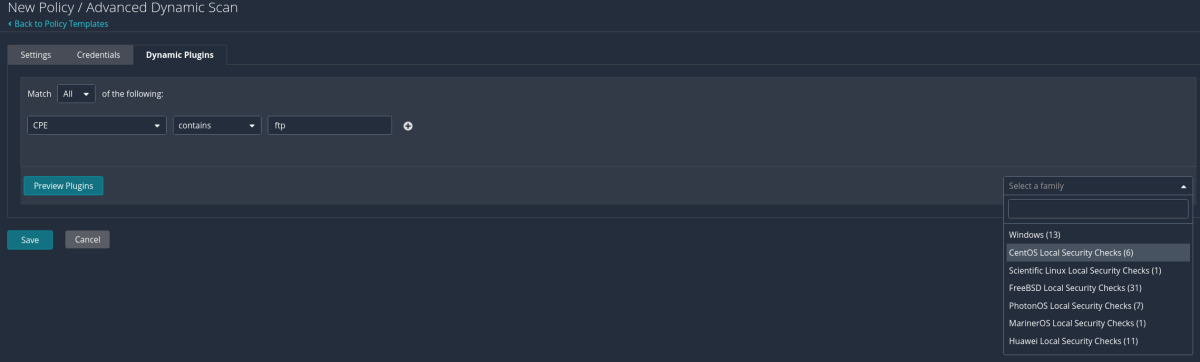 New Policy / Advanced Dynamic Scan
Back to Policy Templates
Settings Credentials Dynamic Plugins
Match All of the following:
CPE contains ftp
Preview Plugins
Select a family
Windows (13)
CentOS Local Security Checks (6)
Scientific Linux Local Security Checks (1)
FreeBSD Local Security Checks (31)
PhotonOS Local Security Checks (7)
MarinerOS Local Security Checks (1)
Huawei Local Security Checks (11)
Save Cancel